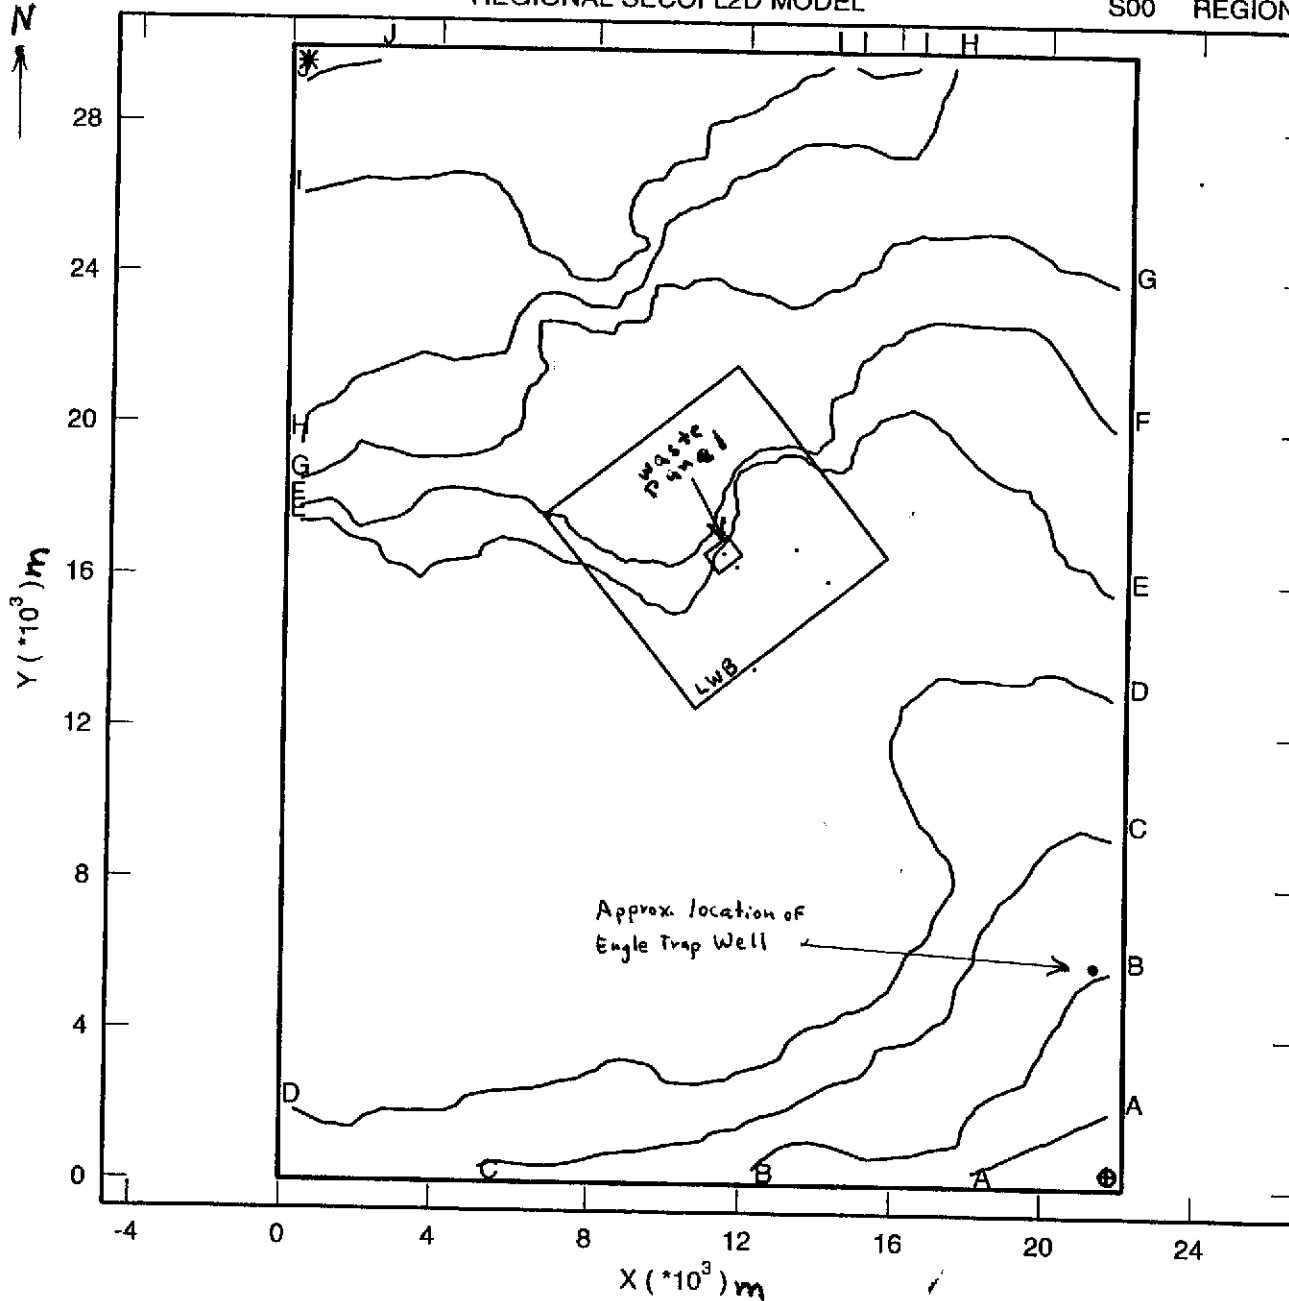 N
REGIONAL SECOFL2D MODEL
S00 REGION
J I I I H
J
28
I
24
G
20
H
F
G
waste
Panel
F
E
16
E
Y (*10³) m
D
LWB
12
C
8
Approx. location of
Engle Trap Well
B
4
D
A
0
C B A
-4 0 4 8 12 16 20 24
X (*10³) m